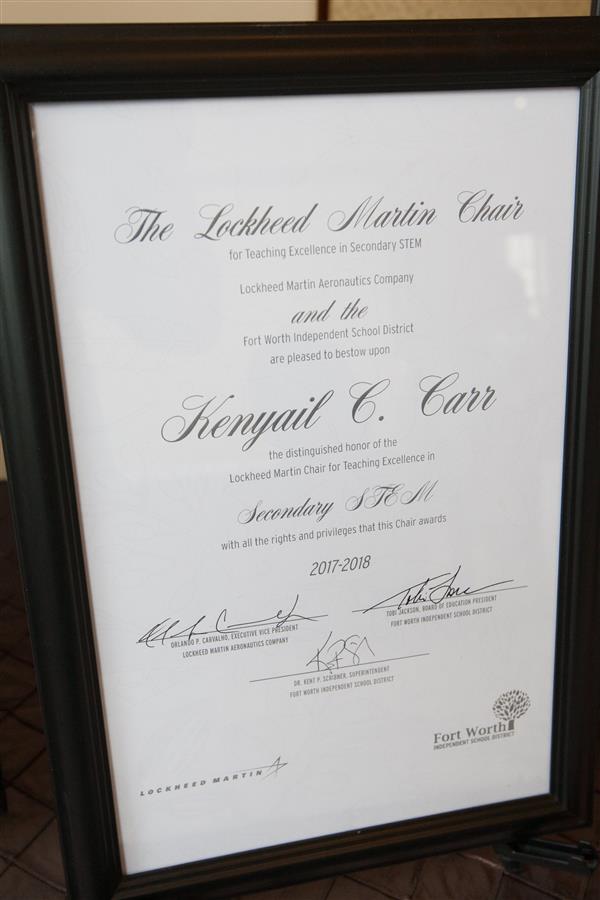 The Lockheed Martin Chair
for Teaching Excellence in Secondary STEM
Lockheed Martin Aeronautics Company
and the
Fort Worth Independent School District
are pleased to bestow upon
Kenyail C. Carr
the distinguished honor of the
Lockheed Martin Chair for Teaching Excellence in
Secondary STEM
with all the rights and privileges that this Chair awards
2017-2018
ORLANDO P. CARVALHO, EXECUTIVE VICE PRESIDENT
LOCKHEED MARTIN AERONAUTICS COMPANY
TOBI JACKSON, BOARD OF EDUCATION PRESIDENT
FORT WORTH INDEPENDENT SCHOOL DISTRICT
DR. KENT P. SCRIBNER, SUPERINTENDENT
FORT WORTH INDEPENDENT SCHOOL DISTRICT
LOCKHEED MARTIN
Fort Worth
INDEPENDENT SCHOOL DISTRICT